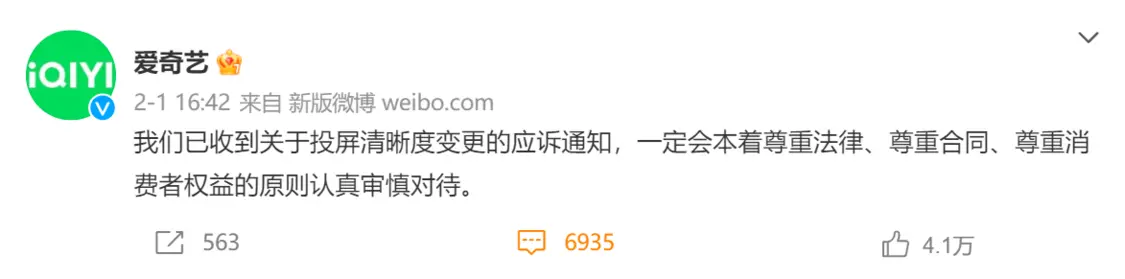 iQIYI
爱奇艺
2-1 16:42 来自 新版微博 weibo.com
我们已收到关于投屏清晰度变更的应诉通知，一定会本着尊重法律、尊重合同、尊重消
费者权益的原则认真审慎对待。
563 6935 4.1万